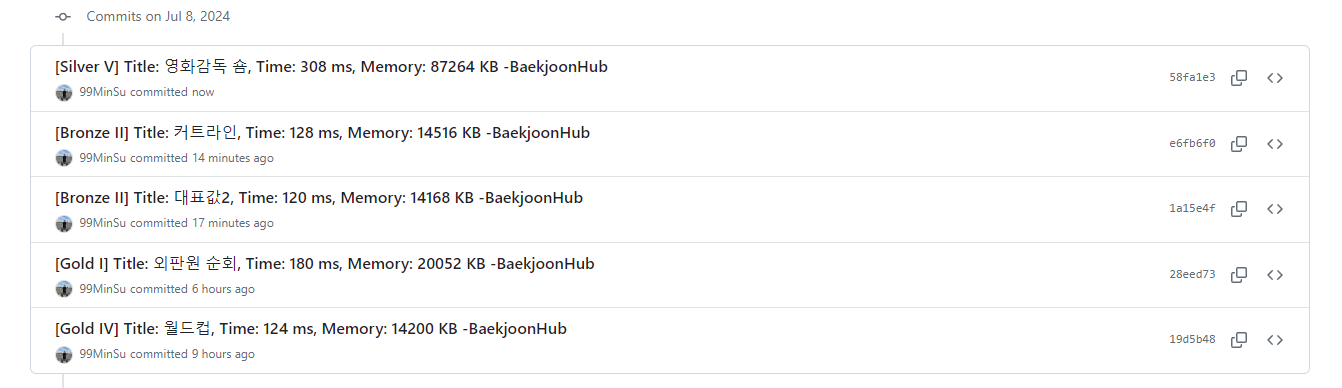 Commits on Jul 8, 2024
[Silver V] Title: 영화감독 숌, Time: 308 ms, Memory: 87264 KB -BaekjoonHub
58fa1e3
99MinSu committed now
[Bronze II] Title: 커트라인, Time: 128 ms, Memory: 14516 KB -BaekjoonHub
e6fb6f0
99MinSu committed 14 minutes ago
[Bronze II] Title: 대표값2, Time: 120 ms, Memory: 14168 KB -BaekjoonHub
1a15e4f
99MinSu committed 17 minutes ago
[Gold I] Title: 외판원 순회, Time: 180 ms, Memory: 20052 KB -BaekjoonHub
28eed73
99MinSu committed 6 hours ago
[Gold IV] Title: 월드컵, Time: 124 ms, Memory: 14200 KB -BaekjoonHub
19d5b48
99MinSu committed 9 hours ago